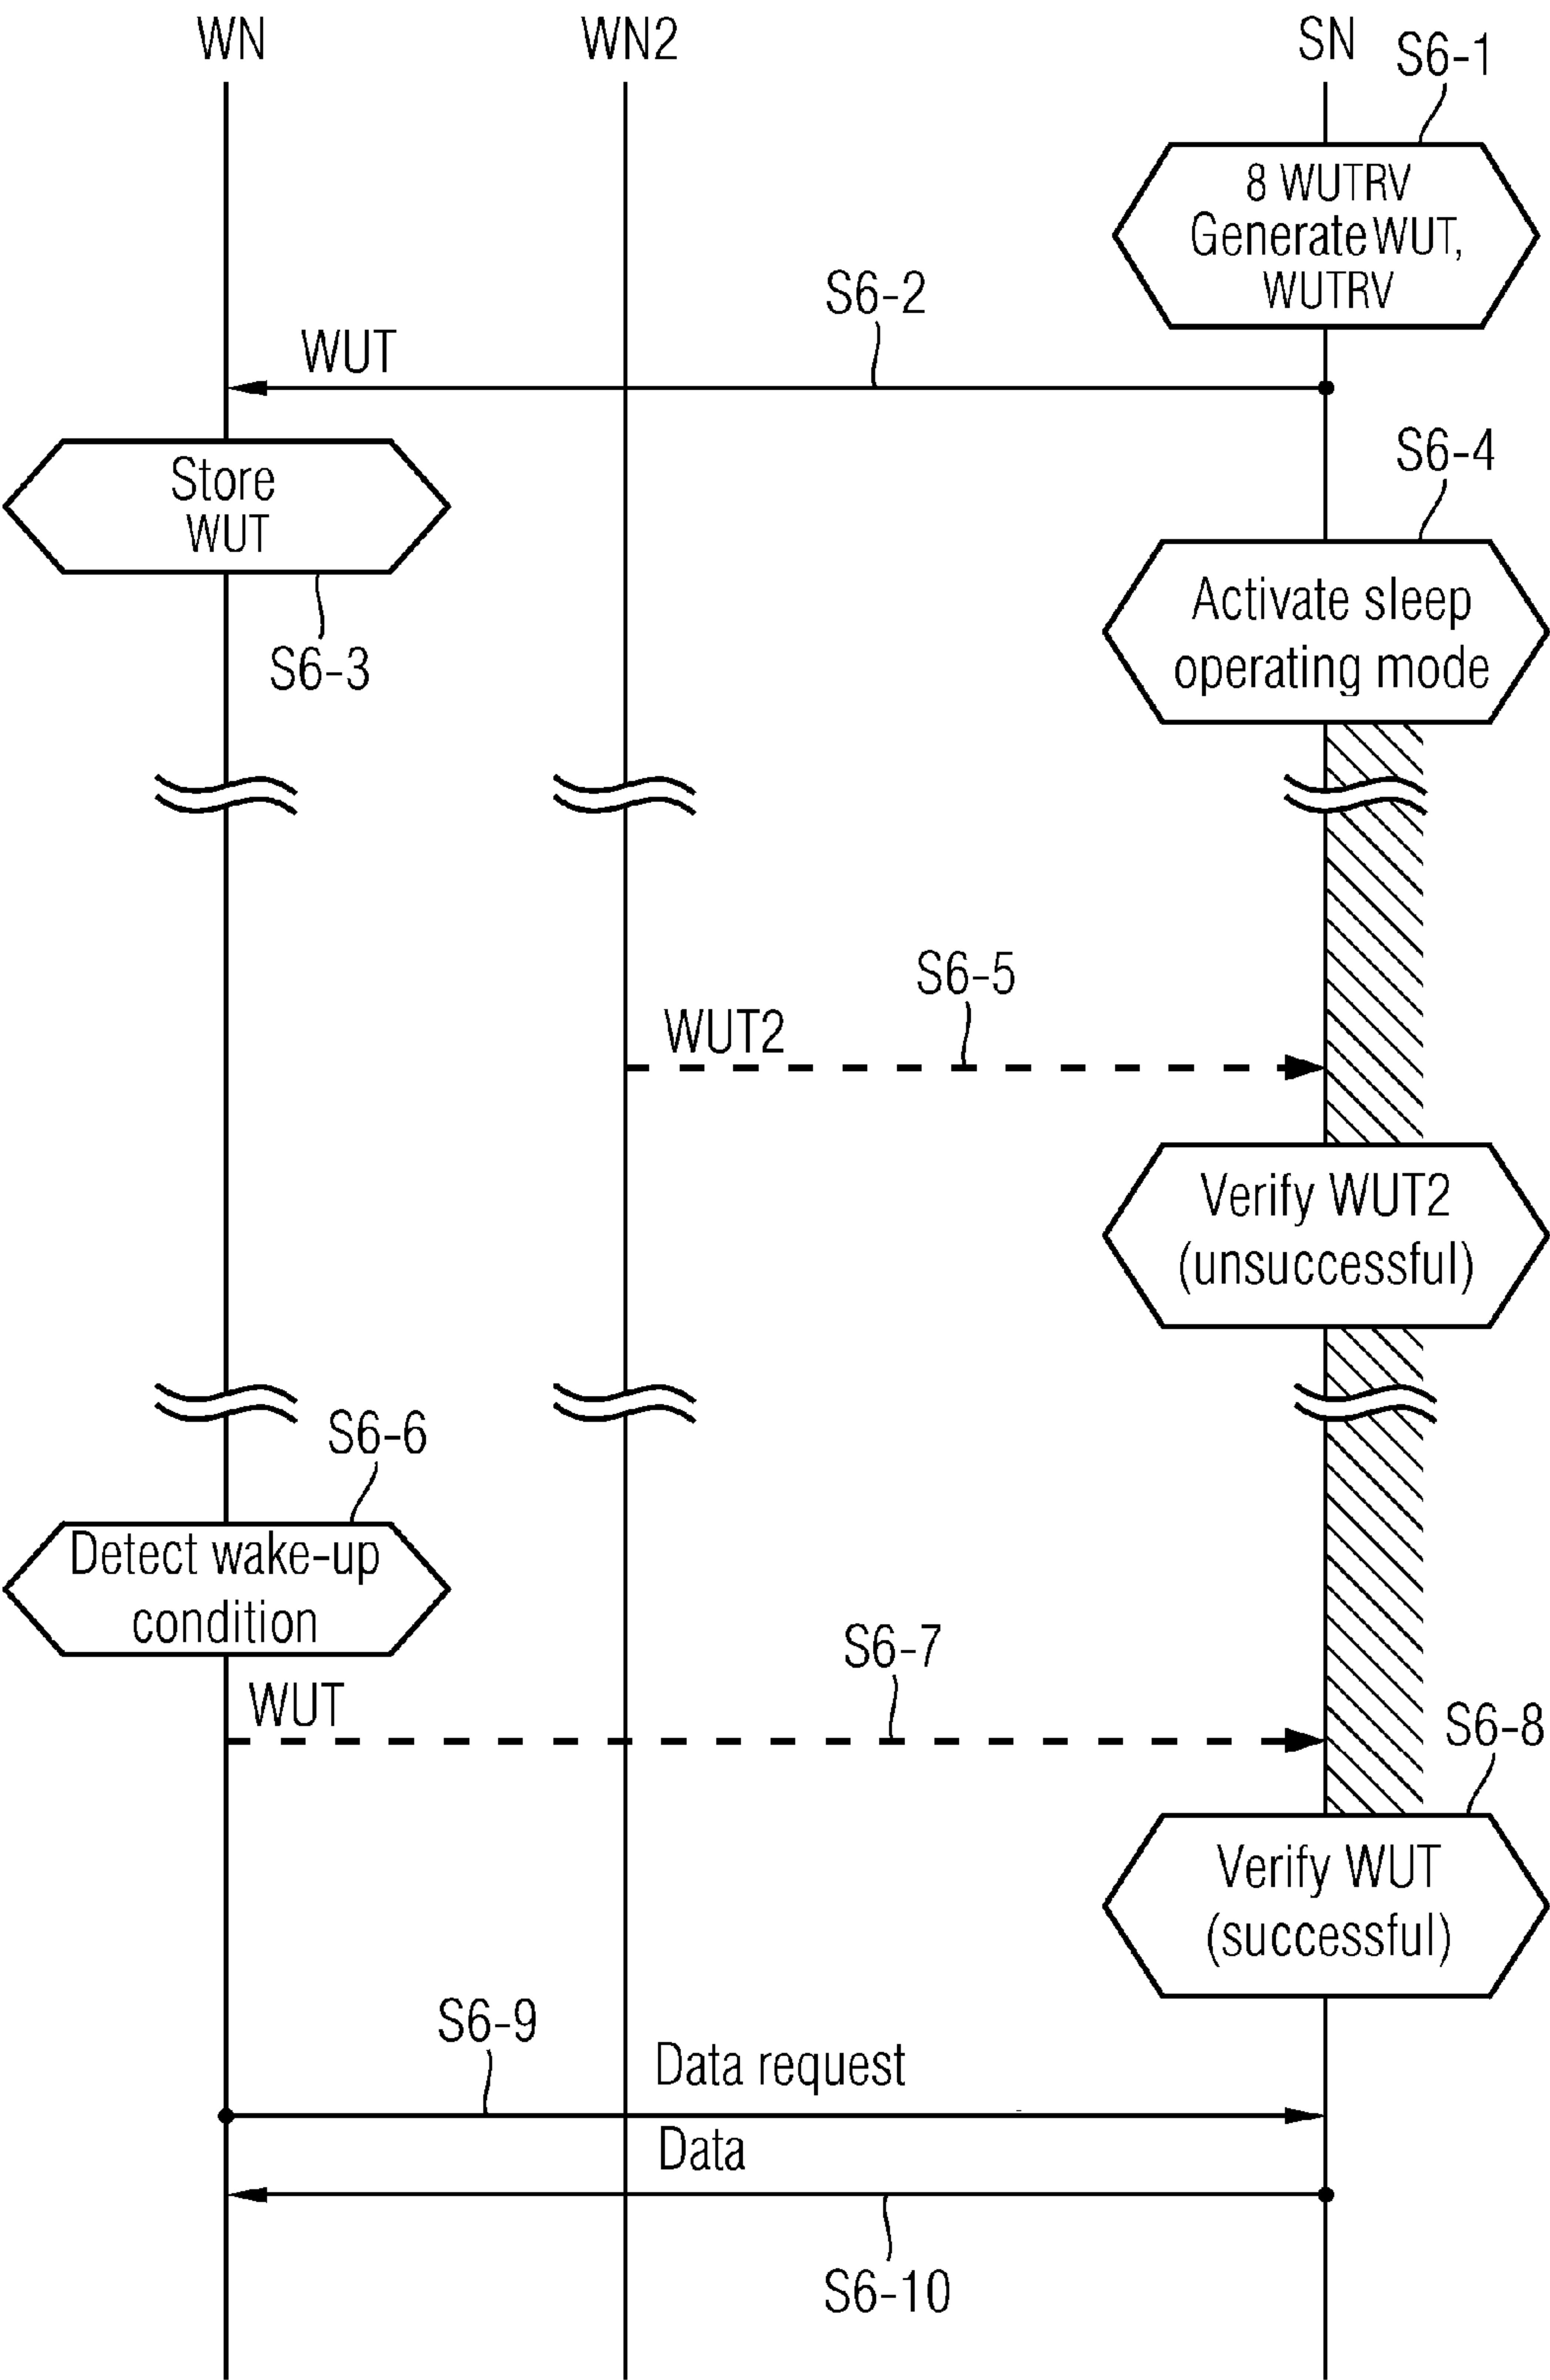 WN
WN2
SN
S6-1
8 WUTRV
Generate WUT,
WUTRV
S6-2
WUT
Store
WUT
S6-3
S6-4
Activate sleep
operating mode
S6-5
WUT2
Verify WUT2
(unsuccessful)
S6-6
Detect wake-up
condition
S6-7
WUT
S6-8
Verify WUT
(successful)
S6-9
Data request
Data
S6-10